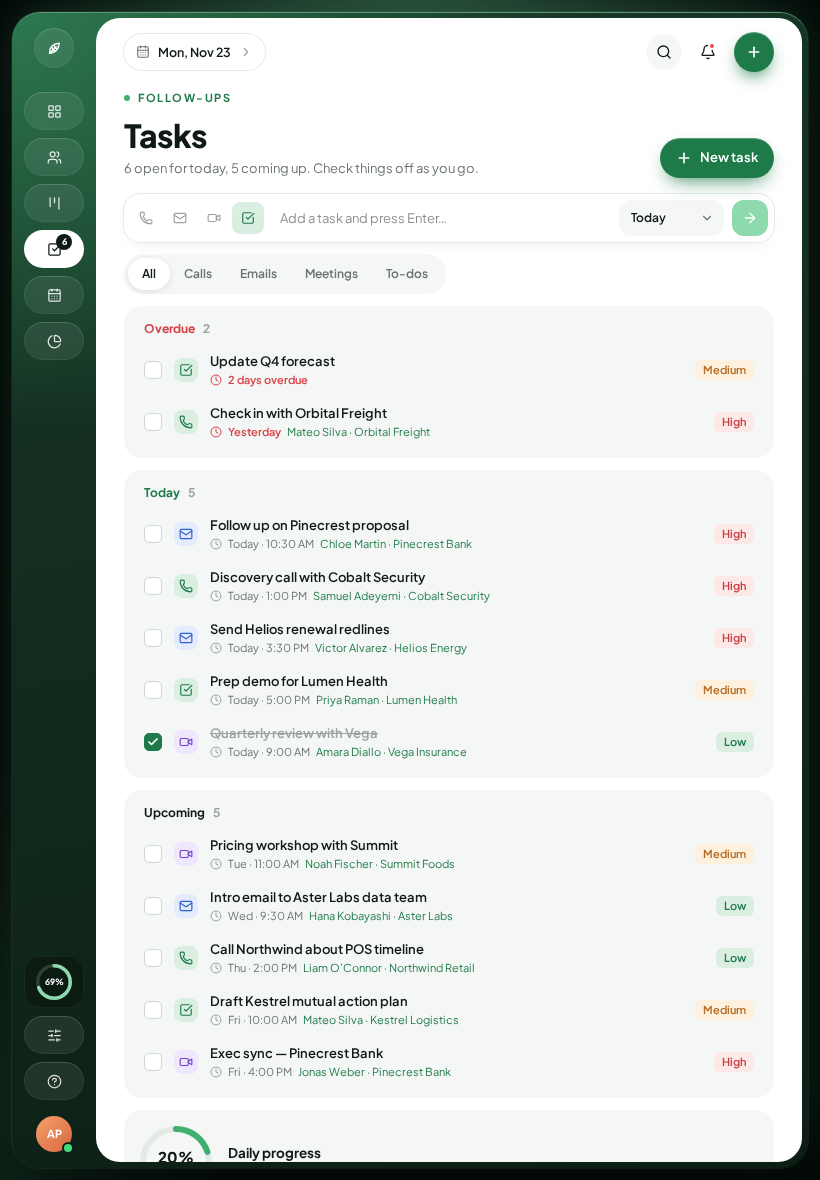 Mon, Nov 23
FOLLOW-UPS
Tasks
6 open for today, 5 coming up. Check things off as you go.
New task
Add a task and press Enter...
Today
All
Calls
Emails
Meetings
To-dos
6
Overdue 2
Update Q4 forecast
2 days overdue
Medium
Check in with Orbital Freight
Yesterday Mateo Silva · Orbital Freight
High
Today 5
Follow up on Pinecrest proposal
Today · 10:30 AM Chloe Martin · Pinecrest Bank
High
Discovery call with Cobalt Security
Today · 1:00 PM Samuel Adeyemi · Cobalt Security
High
Send Helios renewal redlines
Today · 3:30 PM Victor Alvarez · Helios Energy
High
Prep demo for Lumen Health
Today · 5:00 PM Priya Raman · Lumen Health
Medium
Quarterly review with Vega
Today · 9:00 AM Amara Diallo · Vega Insurance
Low
Upcoming 5
Pricing workshop with Summit
Tue · 11:00 AM Noah Fischer · Summit Foods
Medium
Intro email to Aster Labs data team
Wed · 9:30 AM Hana Kobayashi · Aster Labs
Low
Call Northwind about POS timeline
Thu · 2:00 PM Liam O'Connor · Northwind Retail
Low
Draft Kestrel mutual action plan
Fri · 10:00 AM Mateo Silva · Kestrel Logistics
Medium
Exec sync — Pinecrest Bank
Fri · 4:00 PM Jonas Weber · Pinecrest Bank
High
69%
AP
20%
Daily progress